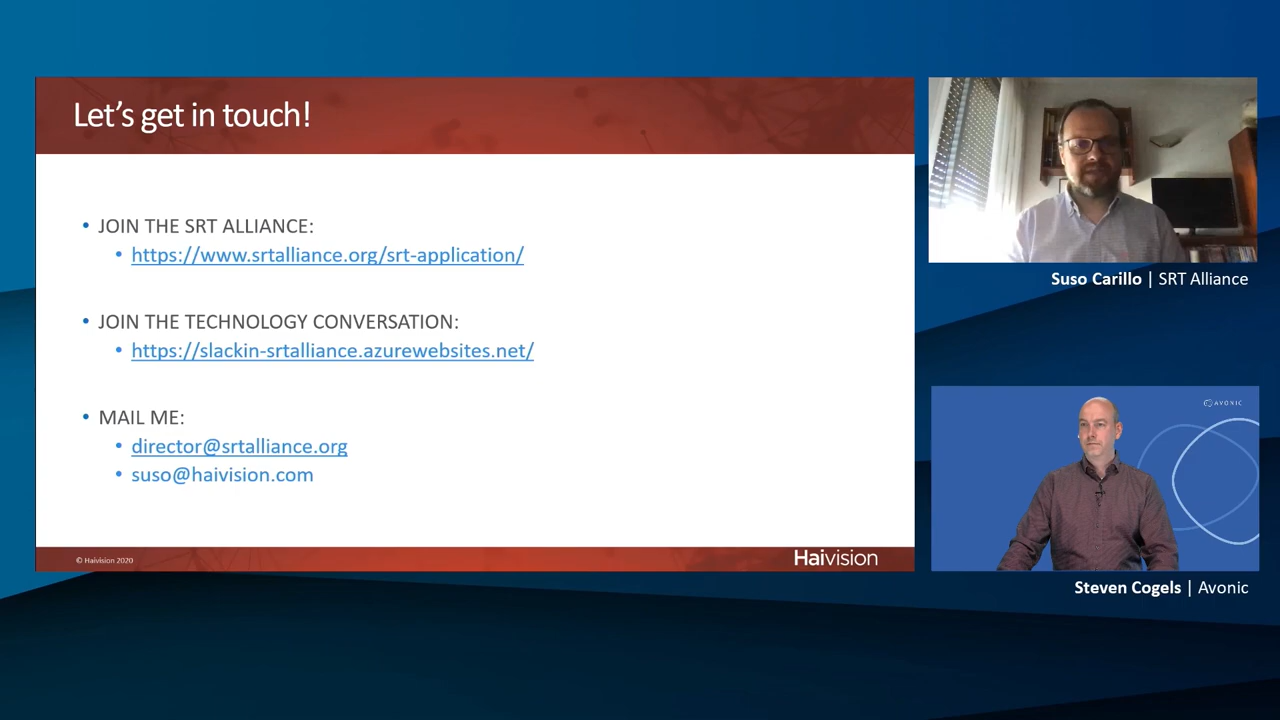 Let's get in touch!
• JOIN THE SRT ALLIANCE:
• https://www.srtalliance.org/srt-application/
• JOIN THE TECHNOLOGY CONVERSATION:
• https://slackin-srtalliance.azurewebsites.net/
• MAIL ME:
• director@srtalliance.org
• suso@haivision.com
© Haivision 2020
Haivision
Suso Carillo | SRT Alliance
AVONIC
Steven Cogels | Avonic